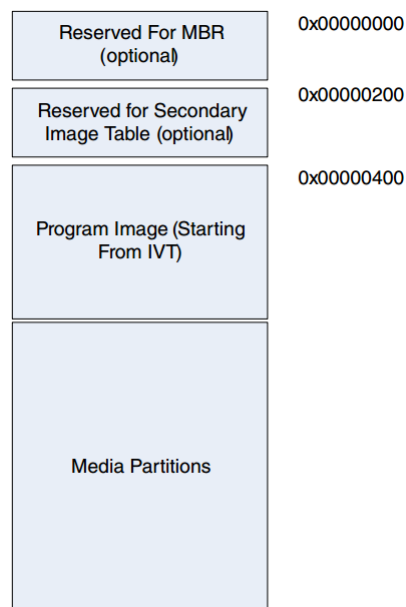 Reserved For MBR
(optional)
0x00000000
Reserved for Secondary
Image Table (optional)
0x00000200
Program Image (Starting
From IVT)
0x00000400
Media Partitions